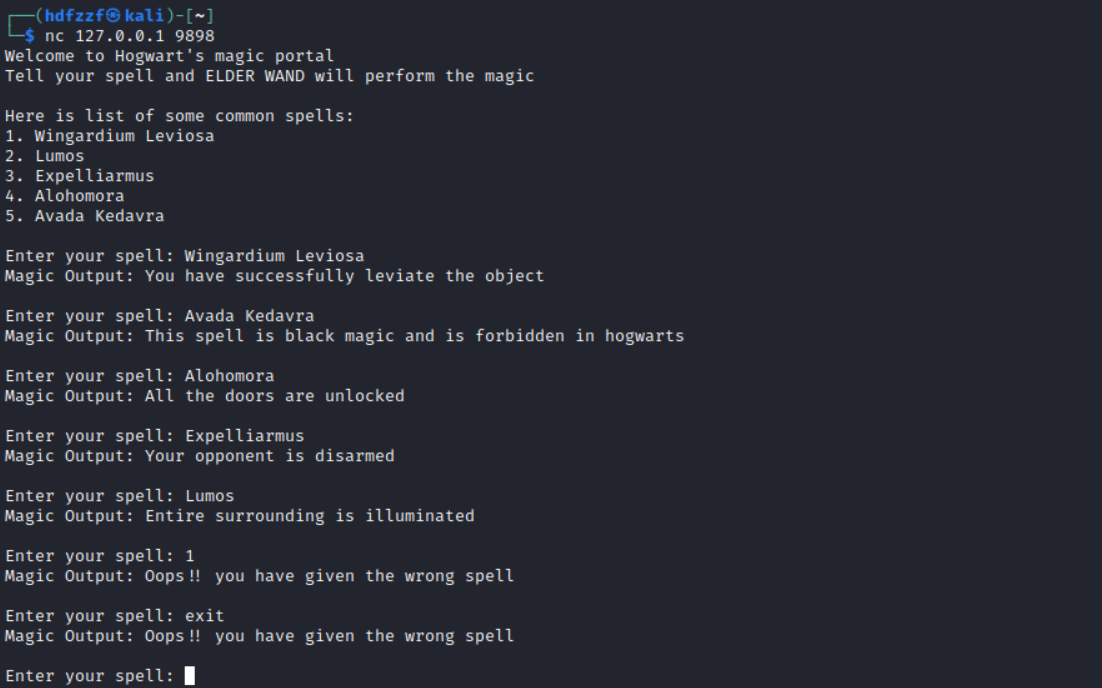 ┌──(hdfzzf㉿kali)-[~]
└─$ nc 127.0.0.1 9898
Welcome to Hogwart's magic portal
Tell your spell and ELDER WAND will perform the magic
Here is list of some common spells:
1. Wingardium Leviosa
2. Lumos
3. Expelliarmus
4. Alohomora
5. Avada Kedavra
Enter your spell: Wingardium Leviosa
Magic Output: You have successfully leviate the object
Enter your spell: Avada Kedavra
Magic Output: This spell is black magic and is forbidden in hogwarts
Enter your spell: Alohomora
Magic Output: All the doors are unlocked
Enter your spell: Expelliarmus
Magic Output: Your opponent is disarmed
Enter your spell: Lumos
Magic Output: Entire surrounding is illuminated
Enter your spell: 1
Magic Output: Oops!! you have given the wrong spell
Enter your spell: exit
Magic Output: Oops!! you have given the wrong spell
Enter your spell: